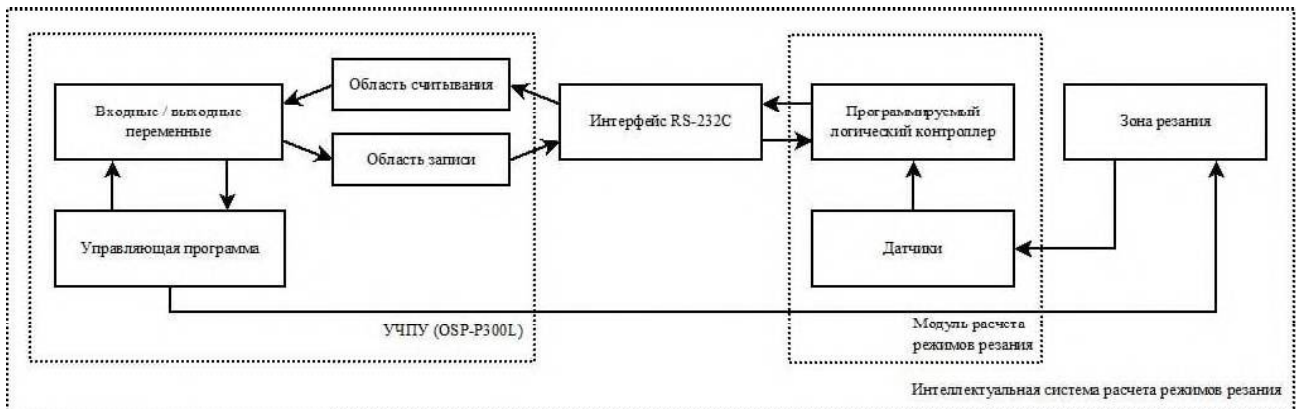 Область считывания
Входные / выходные
переменные
Интерфейс RS-232C
Программируемый
логический контроллер
Зона резания
Область записи
Управляющая программа
Датчики
УЧПУ (OSP-P300L)
Модуль расчета
режимов резания
Интеллектуальная система расчета режимов резания